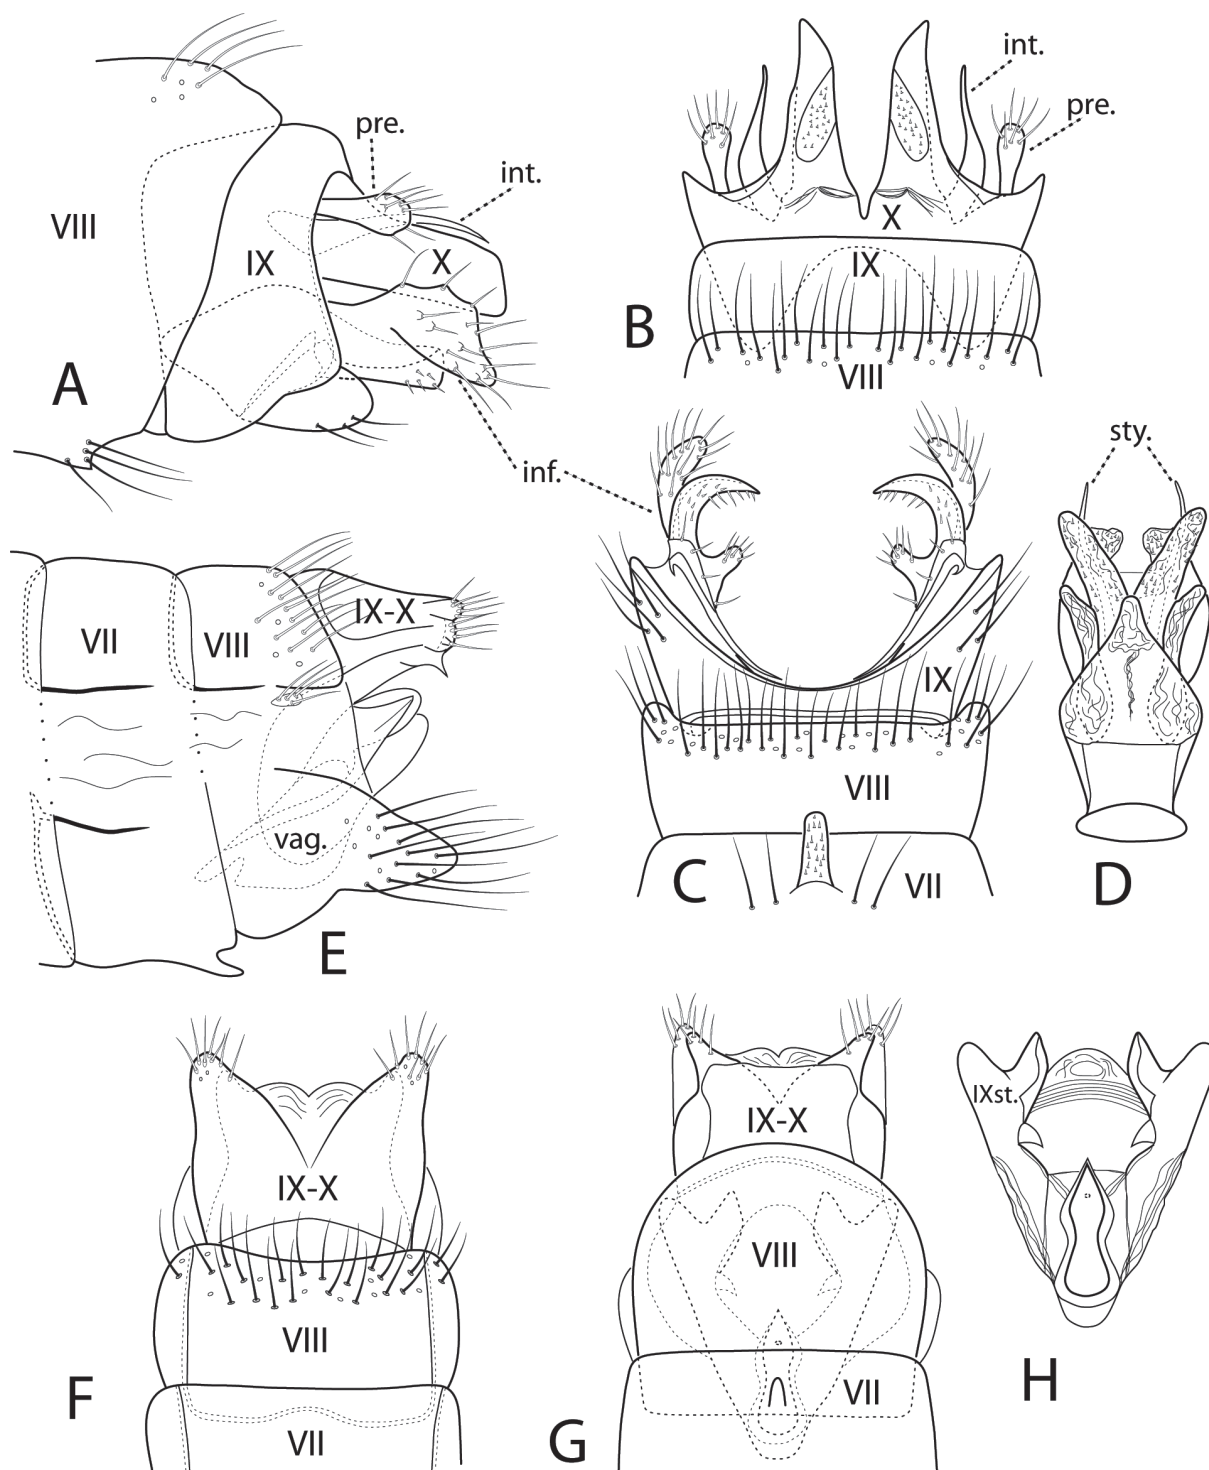 int.
pre.
pre.
int.
VIII
IX
X
X
IX
VIII
A
B
inf.
sty.
IX
VIII
VII
C
D
VII
VIII
IX-X
vag.
E
IX-X
VIII
VII
F
IX-X
VIII
VII
G
IXst.
H